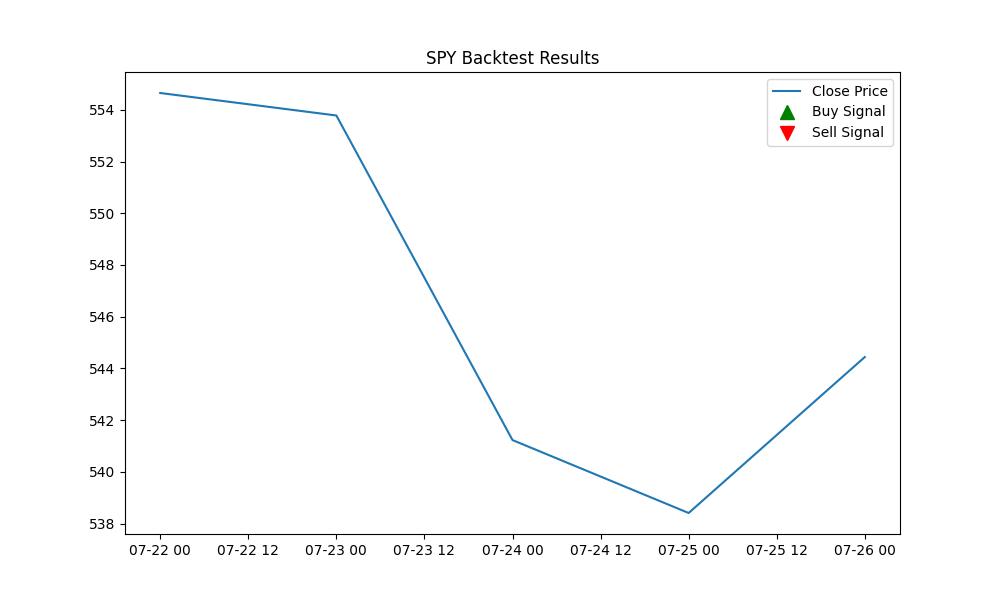 SPY Backtest Results
Close Price
Buy Signal
Sell Signal
554
552
550
548
546
544
542
540
538
07-22 00 07-22 12 07-23 00 07-23 12 07-24 00 07-24 12 07-25 00 07-25 12 07-26 00